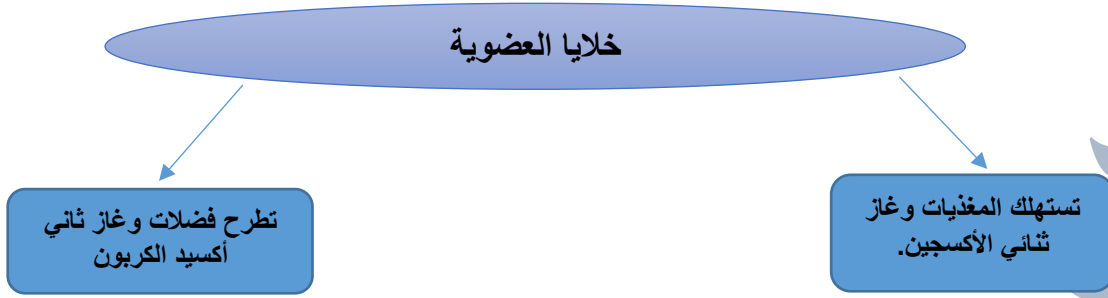 خلايا العضوية
تستهلك المغذيات وغاز
ثنائي الأكسجين.
تطرح فضلات وغاز ثاني
أكسيد الكربون